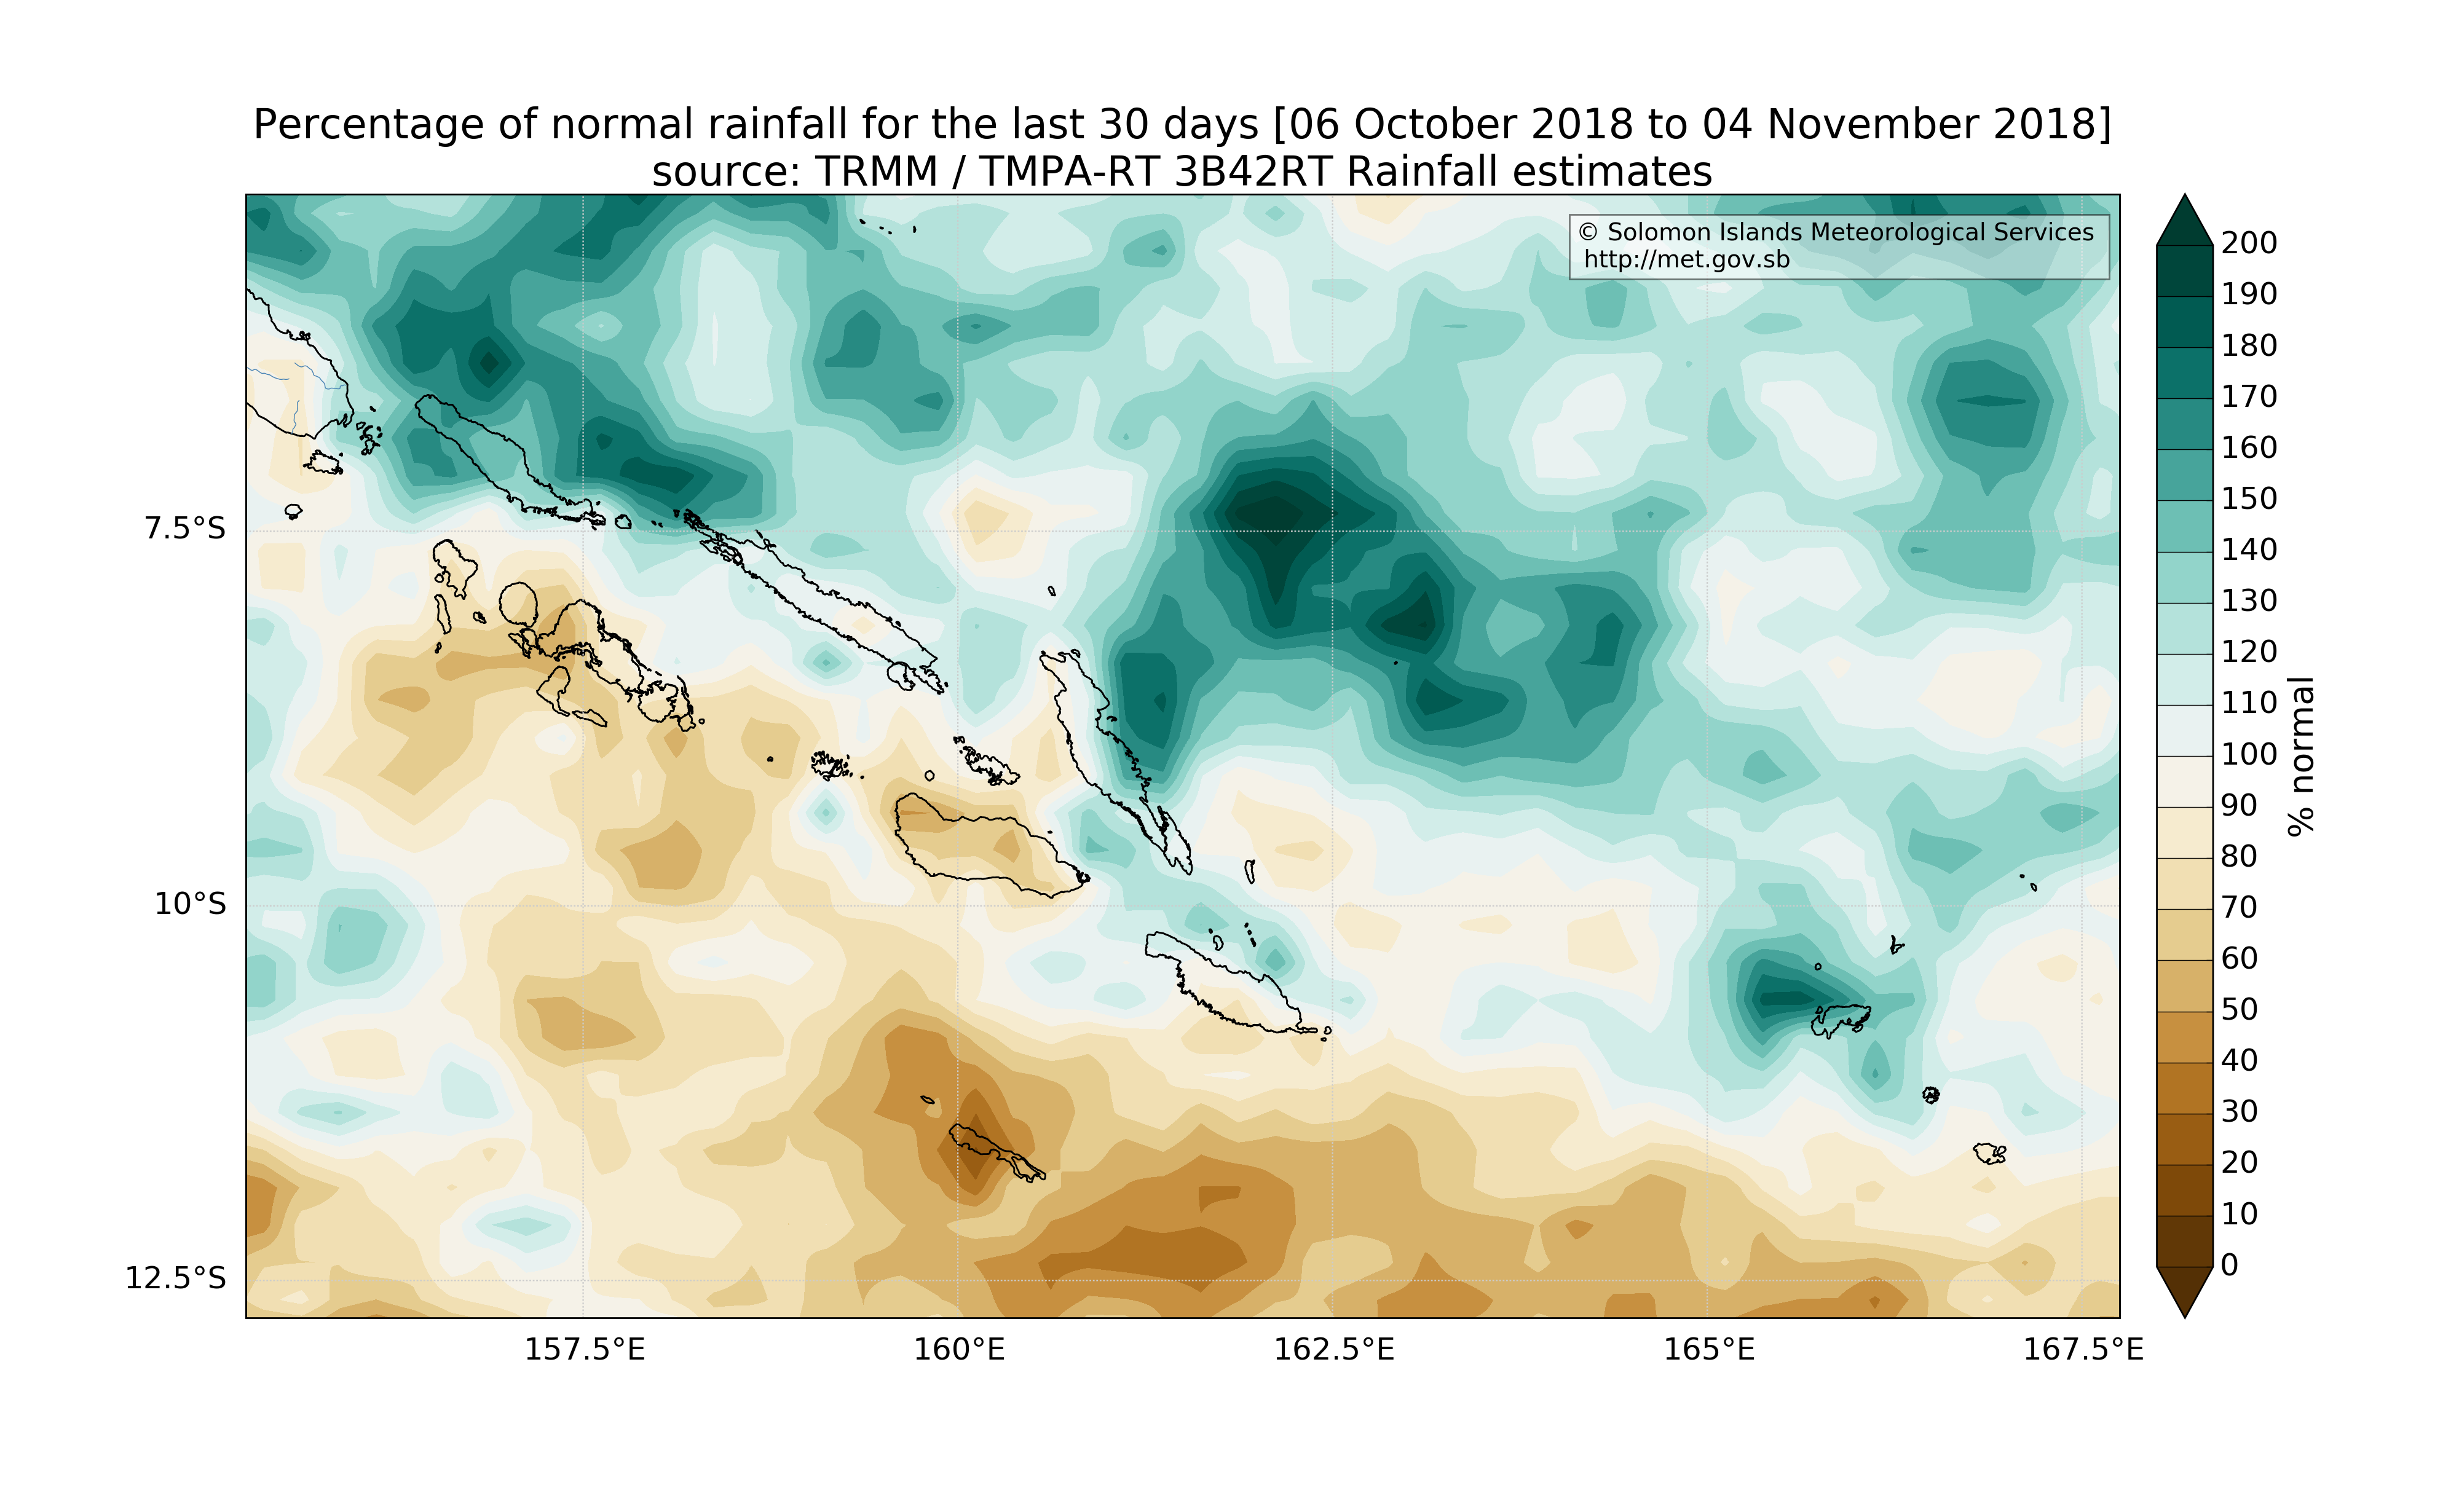 Percentage of normal rainfall for the last 30 days [06 October 2018 to 04 November 2018]
source: TRMM / TMPA-RT 3B42RT Rainfall estimates
© Solomon Islands Meteorological Services
http://met.gov.sb
7.5°S
10°S
12.5°S
157.5°E
160°E
162.5°E
165°E
167.5°E
200
190
180
170
160
150
140
130
120
110
100
90
80
70
60
50
40
30
20
10
0
% normal